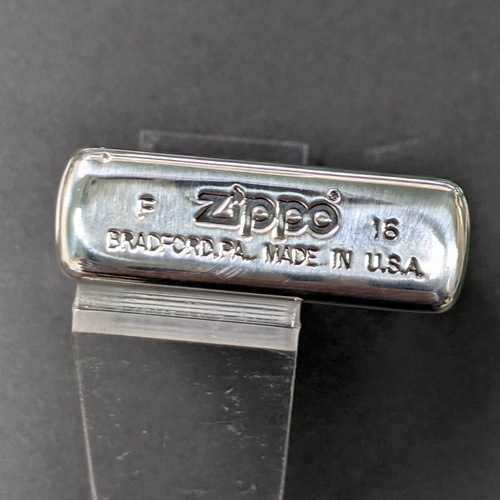 F Zippo® 16
BRADFORD, PA. MADE IN U.S.A.